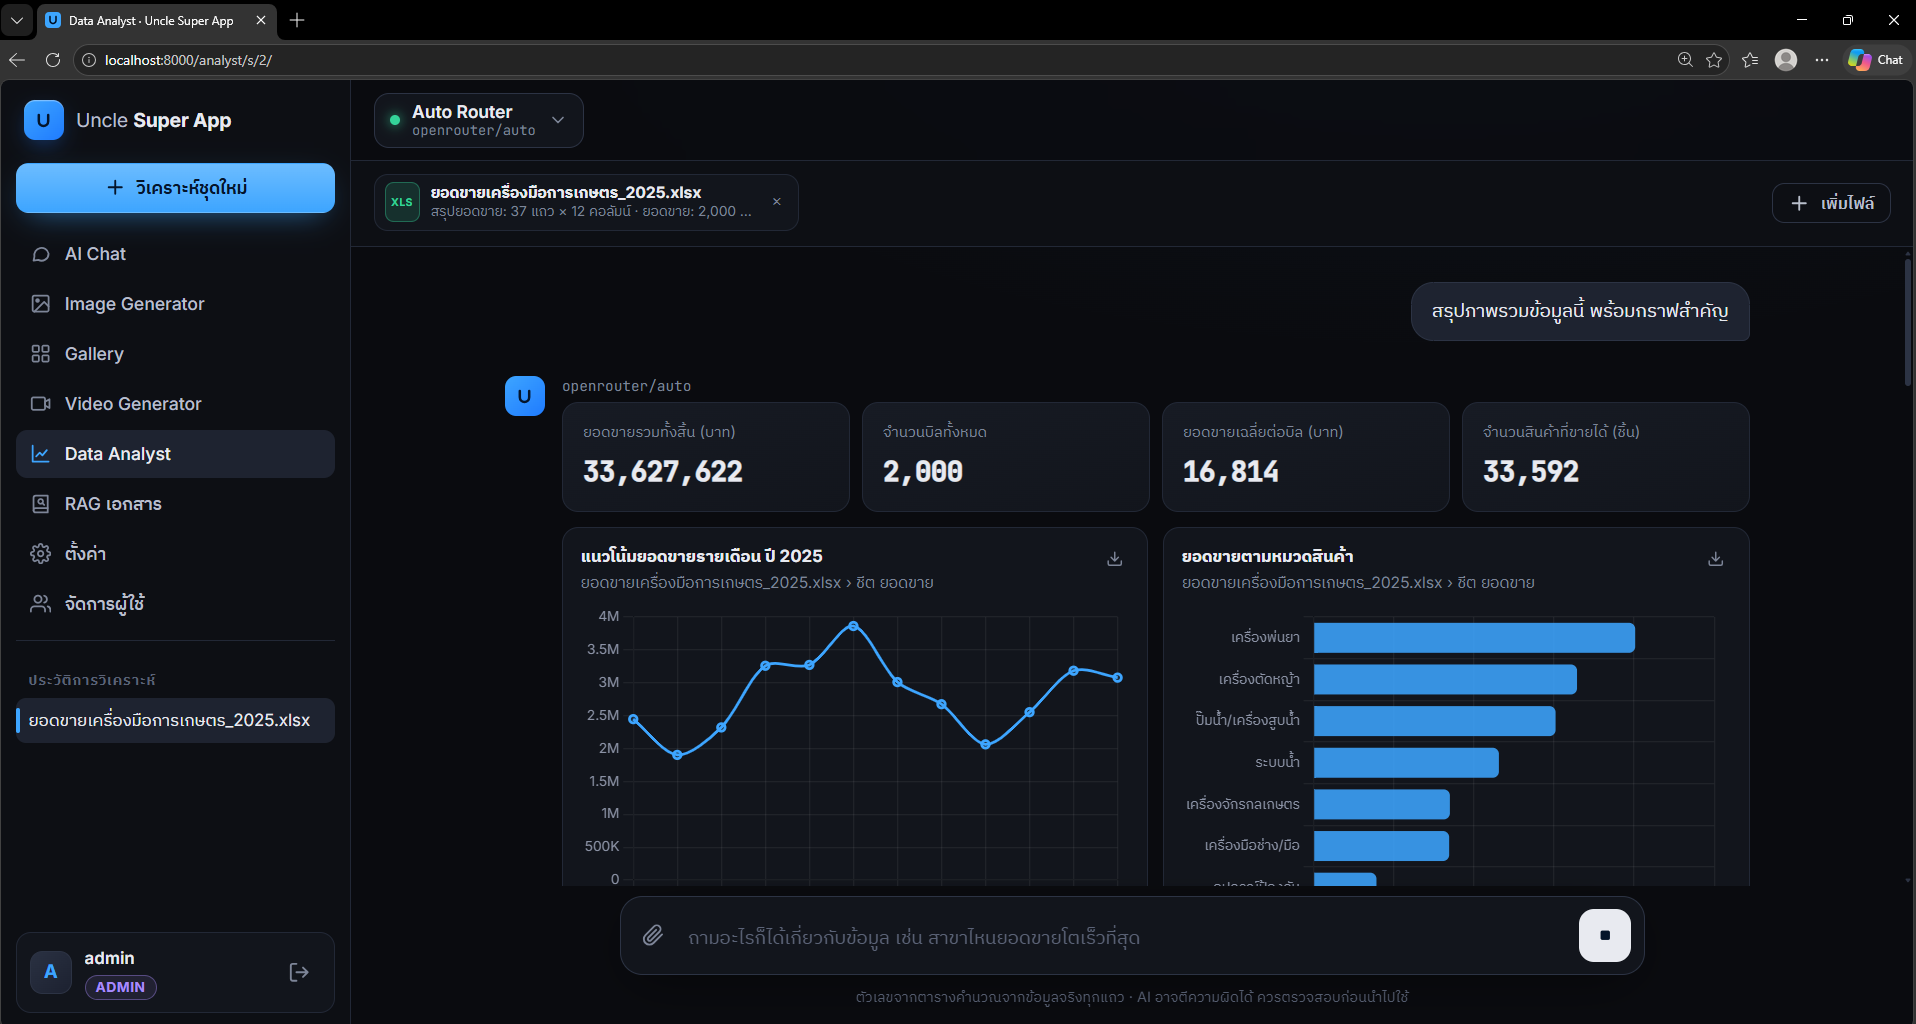 Data Analyst · Uncle Super App
localhost:8000/analyst/s/2/
Chat
U
Uncle Super App
วิเคราะห์ชุดใหม่
AI Chat
Image Generator
Gallery
Video Generator
Data Analyst
RAG เอกสาร
ตั้งค่า
จัดการผู้ใช้
ประวัติการวิเคราะห์
ยอดขายเครื่องมือการเกษตร_2025.xlsx
A
admin
ADMIN
Auto Router
openrouter/auto
XLS
ยอดขายเครื่องมือการเกษตร_2025.xlsx
สรุปยอดขาย: 37 แถว × 12 คอลัมน์ · ยอดขาย: 2,000 ...
เพิ่มไฟล์
สรุปภาพรวมข้อมูลนี้ พร้อมกราฟสำคัญ
U
openrouter/auto
ยอดขายรวมทั้งสิ้น (บาท)
33,627,622
จำนวนบิลทั้งหมด
2,000
ยอดขายเฉลี่ยต่อบิล (บาท)
16,814
จำนวนสินค้าที่ขายได้ (ชิ้น)
33,592
แนวโน้มยอดขายรายเดือน ปี 2025
ยอดขายเครื่องมือการเกษตร_2025.xlsx › ชีต ยอดขาย
4M
3.5M
3M
2.5M
2M
1.5M
1M
500K
0
ยอดขายตามหมวดสินค้า
ยอดขายเครื่องมือการเกษตร_2025.xlsx › ชีต ยอดขาย
เครื่องพ่นยา
เครื่องตัดหญ้า
ปั๊มน้ำ/เครื่องสูบน้ำ
ระบบน้ำ
เครื่องจักรกลเกษตร
เครื่องมือช่าง/มือ
ถามอะไรก็ได้เกี่ยวกับข้อมูล เช่น สาขาไหนยอดขายโตเร็วที่สุด
ตัวเลขจากตารางคำนวณจากข้อมูลจริงทุกแถว · AI อาจตีความผิดได้ ควรตรวจสอบก่อนนำไปใช้